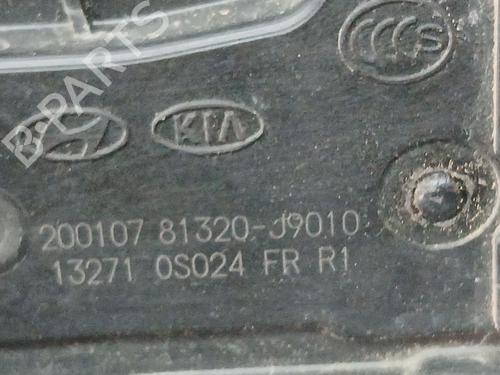 B-PARTS
CCC S
KIA
200107 81320-J9010
13271 0S024 FR R1